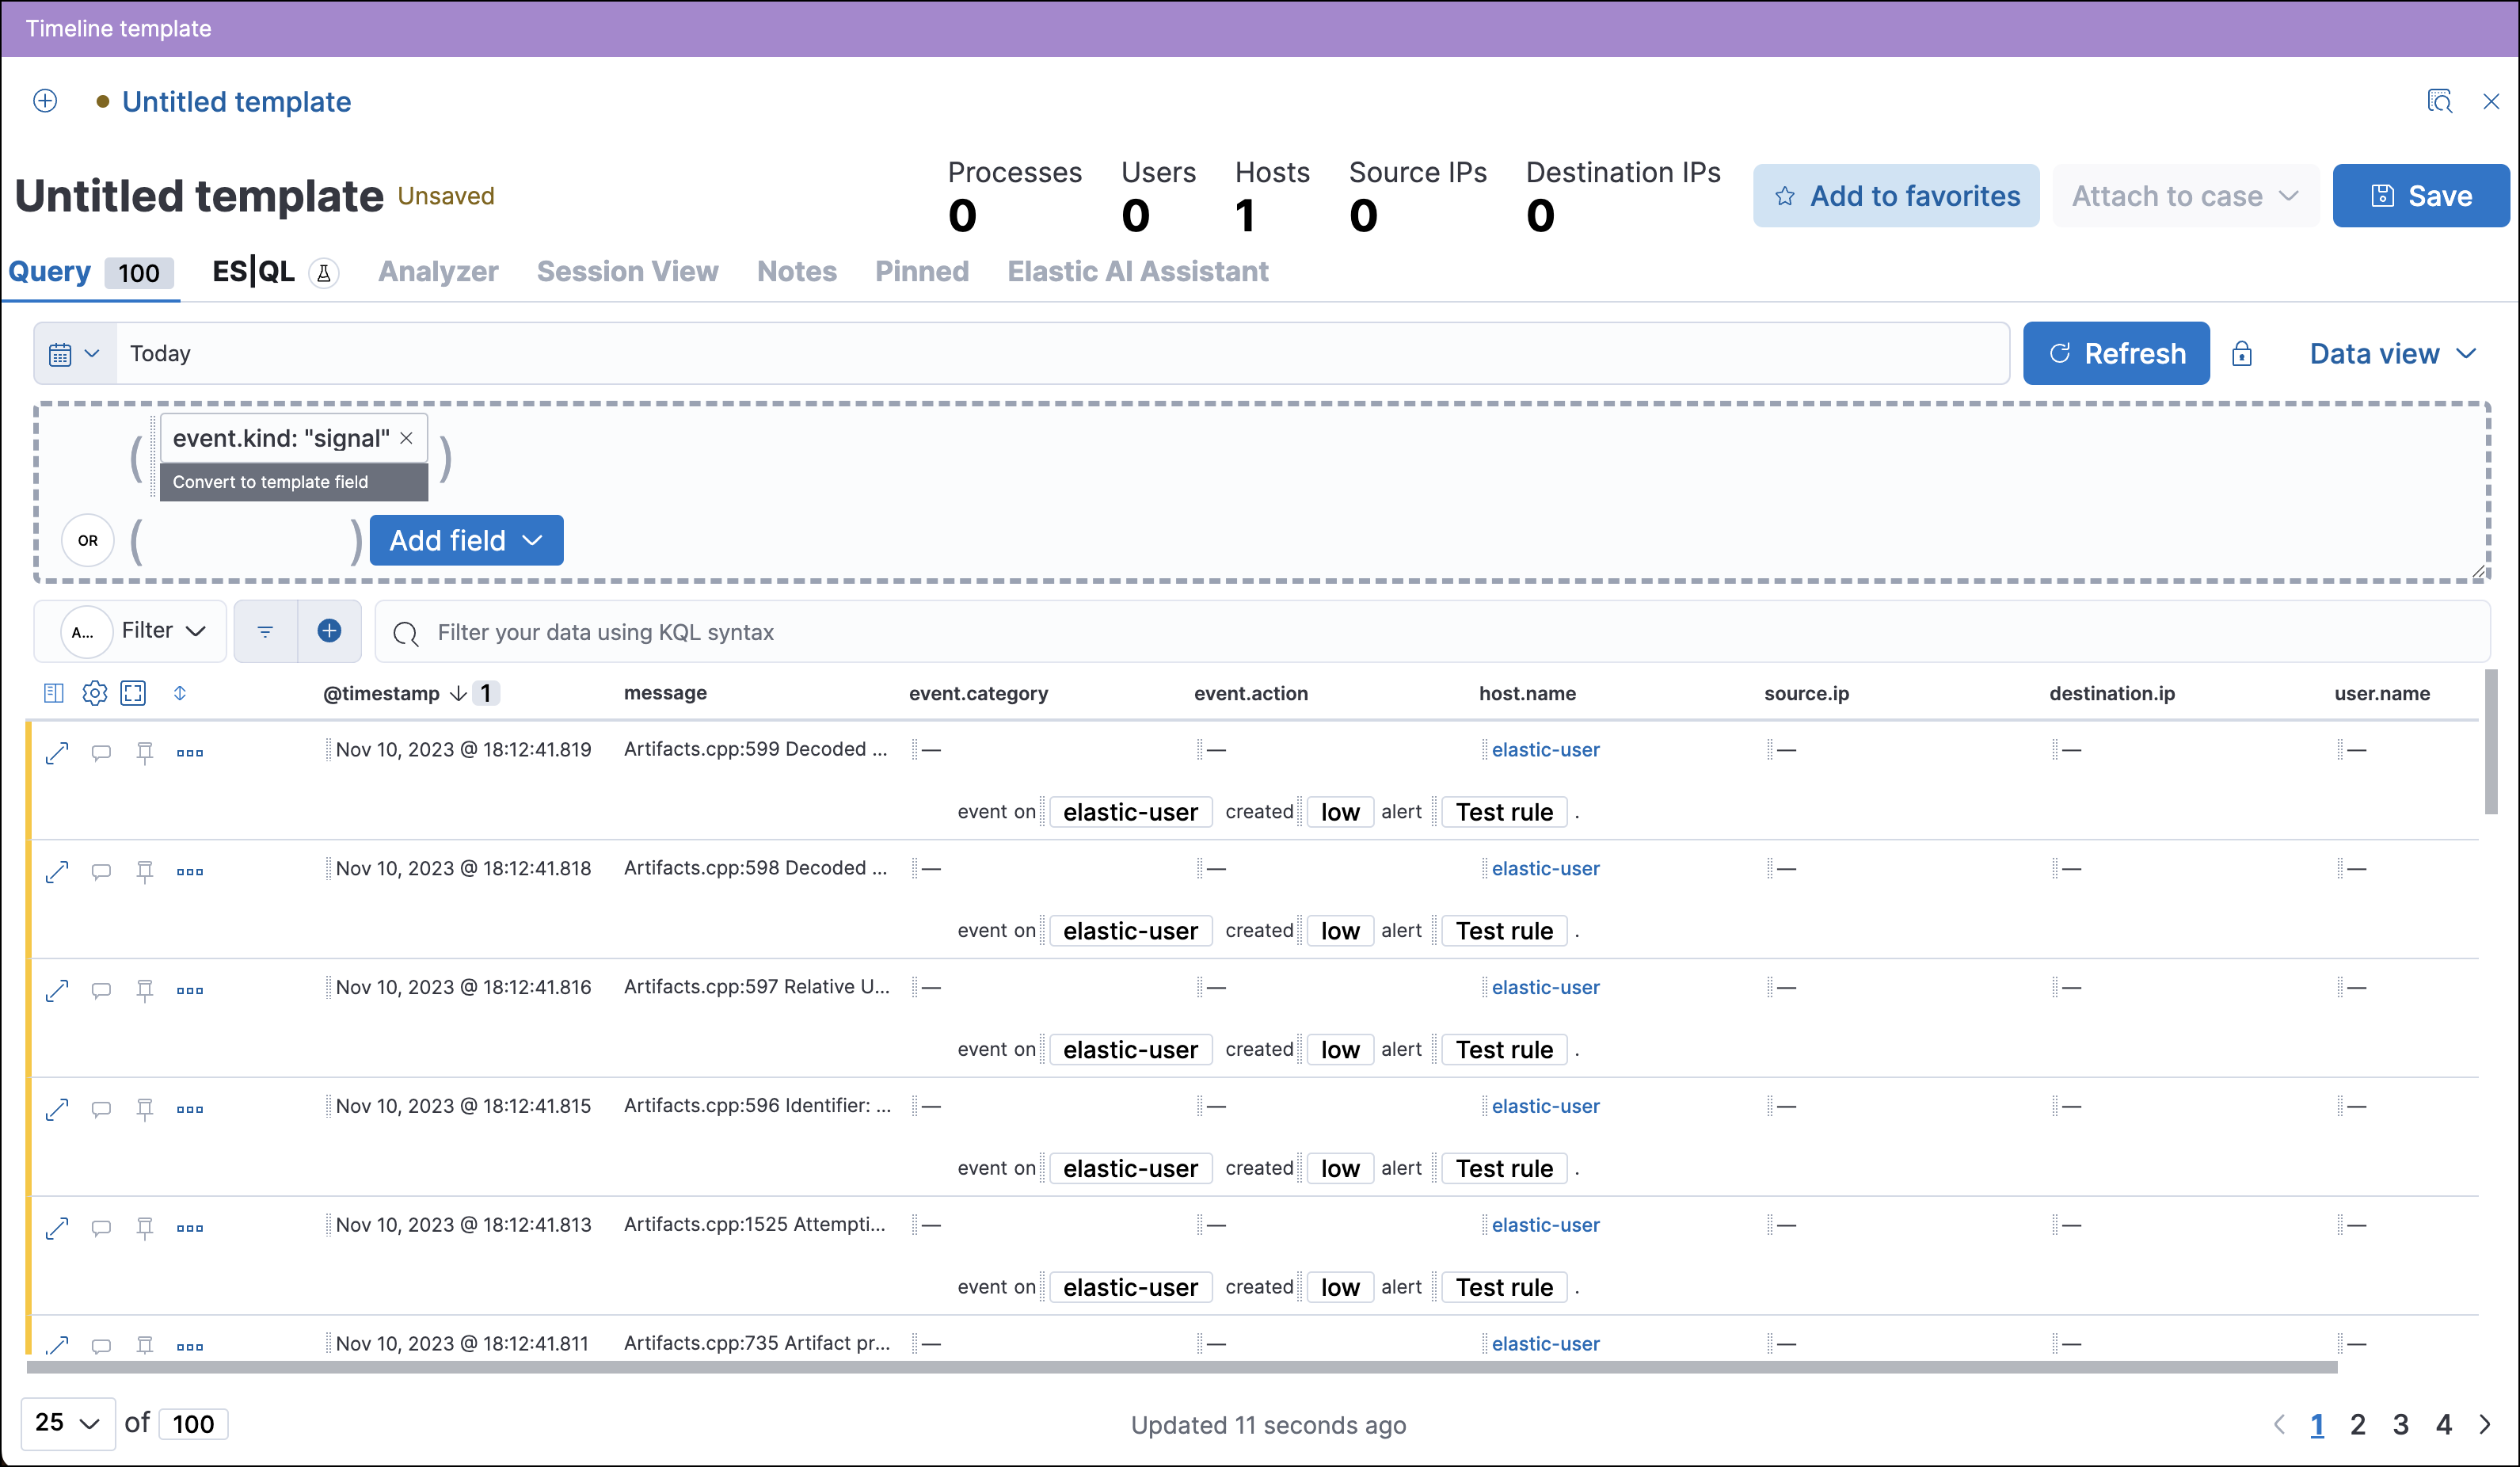 Timeline template
Untitled template
Untitled template Unsaved
Processes Users Hosts Source IPs Destination IPs
0 0 1 0 0
Add to favorites Attach to case Save
Query 100 ES|QL Analyzer Session View Notes Pinned Elastic AI Assistant
Today Refresh Data view
( event.kind: "signal" )
Convert to template field
OR ( ) Add field
A... Filter Filter your data using KQL syntax
@timestamp 1 message event.category event.action host.name source.ip destination.ip user.name
Nov 10, 2023 @ 18:12:41.819 Artifacts.cpp:599 Decoded ... — — elastic-user — — —
event on elastic-user created low alert Test rule .
Nov 10, 2023 @ 18:12:41.818 Artifacts.cpp:598 Decoded ... — — elastic-user — — —
event on elastic-user created low alert Test rule .
Nov 10, 2023 @ 18:12:41.816 Artifacts.cpp:597 Relative U... — — elastic-user — — —
event on elastic-user created low alert Test rule .
Nov 10, 2023 @ 18:12:41.815 Artifacts.cpp:596 Identifier: ... — — elastic-user — — —
event on elastic-user created low alert Test rule .
Nov 10, 2023 @ 18:12:41.813 Artifacts.cpp:1525 Attempti... — — elastic-user — — —
event on elastic-user created low alert Test rule .
Nov 10, 2023 @ 18:12:41.811 Artifacts.cpp:735 Artifact pr... — — elastic-user — — —
25 of 100 Updated 11 seconds ago 1 2 3 4